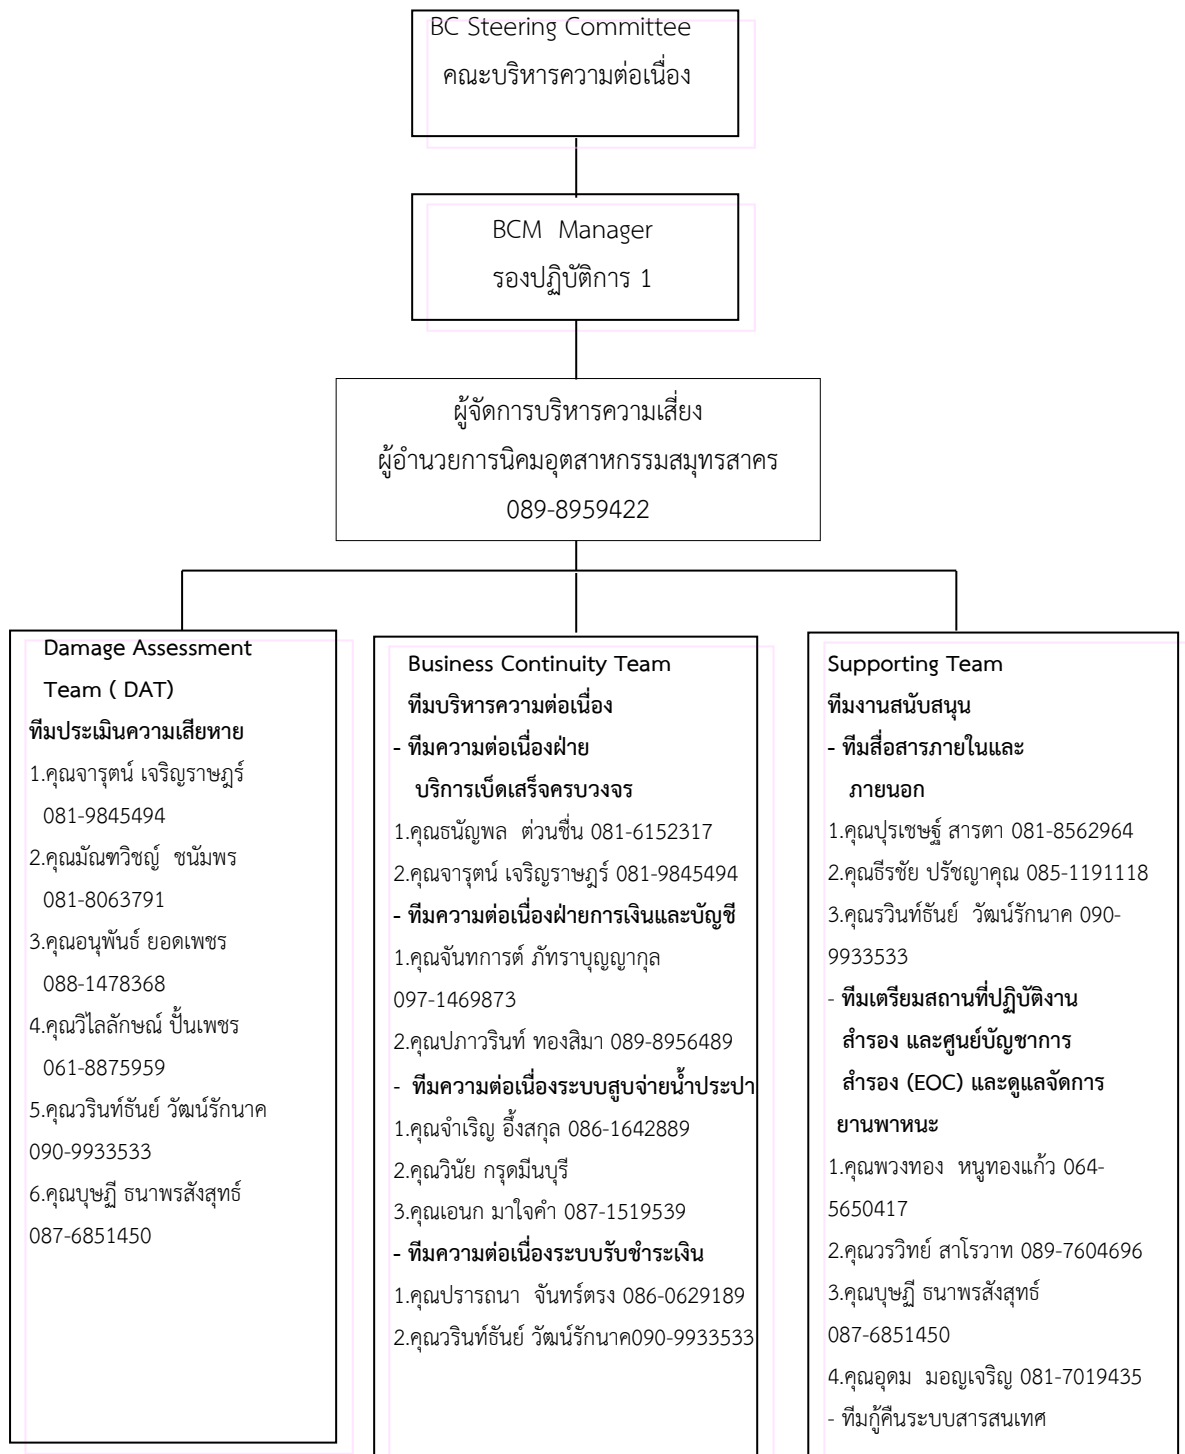 BC Steering Committee
คณะบริหารความต่อเนื่อง
BCM Manager
รองปฏิบัติการ 1
ผู้จัดการบริหารความเสี่ยง
ผู้อำนวยการนิคมอุตสาหกรรมสมุทรสาคร
089-8959422
Damage Assessment
Team ( DAT)
ทีมประเมินความเสียหาย
1.คุณจารุตน์ เจริญราษฎร์
081-9845494
2.คุณมัณฑวิชญ์ ชนัมพร
081-8063791
3.คุณอนุพันธ์ ยอดเพชร
088-1478368
4.คุณวิไลลักษณ์ ปั้นเพชร
061-8875959
5.คุณวรินท์ธันย์ วัฒน์รักนาค
090-9933533
6.คุณบุษฎี ธนาพรสังสุทธ์
087-6851450
Business Continuity Team
ทีมบริหารความต่อเนื่อง
- ทีมความต่อเนื่องฝ่าย
บริการเบ็ดเสร็จครบวงจร
1.คุณธนัญพล ต่วนชื่น 081-6152317
2.คุณจารุตน์ เจริญราษฎร์ 081-9845494
- ทีมความต่อเนื่องฝ่ายการเงินและบัญชี
1.คุณจันทการต์ ภัทราบุญญากุล
097-1469873
2.คุณปภาวรินท์ ทองสิมา 089-8956489
- ทีมความต่อเนื่องระบบสูบจ่ายน้ำประปา
1.คุณจำเริญ อึ้งสกุล 086-1642889
2.คุณวินัย กรุดมีนบุรี
3.คุณเอนก มาใจคำ 087-1519539
- ทีมความต่อเนื่องระบบรับชำระเงิน
1.คุณปรารถนา จันทร์ตรง 086-0629189
2.คุณวรินท์ธันย์ วัฒน์รักนาค090-9933533
Supporting Team
ทีมงานสนับสนุน
- ทีมสื่อสารภายในและ
ภายนอก
1.คุณปุรเชษฐ์ สารตา 081-8562964
2.คุณธีรชัย ปรัชญาคุณ 085-1191118
3.คุณรวินท์ธันย์ วัฒน์รักนาค 090-
9933533
- ทีมเตรียมสถานที่ปฏิบัติงาน
สำรอง และศูนย์บัญชาการ
สำรอง (EOC) และดูแลจัดการ
ยานพาหนะ
1.คุณพวงทอง หนูทองแก้ว 064-
5650417
2.คุณวรวิทย์ สาโรวาท 089-7604696
3.คุณบุษฎี ธนาพรสังสุทธ์
087-6851450
4.คุณอุดม มอญเจริญ 081-7019435
- ทีมกู้คืนระบบสารสนเทศ